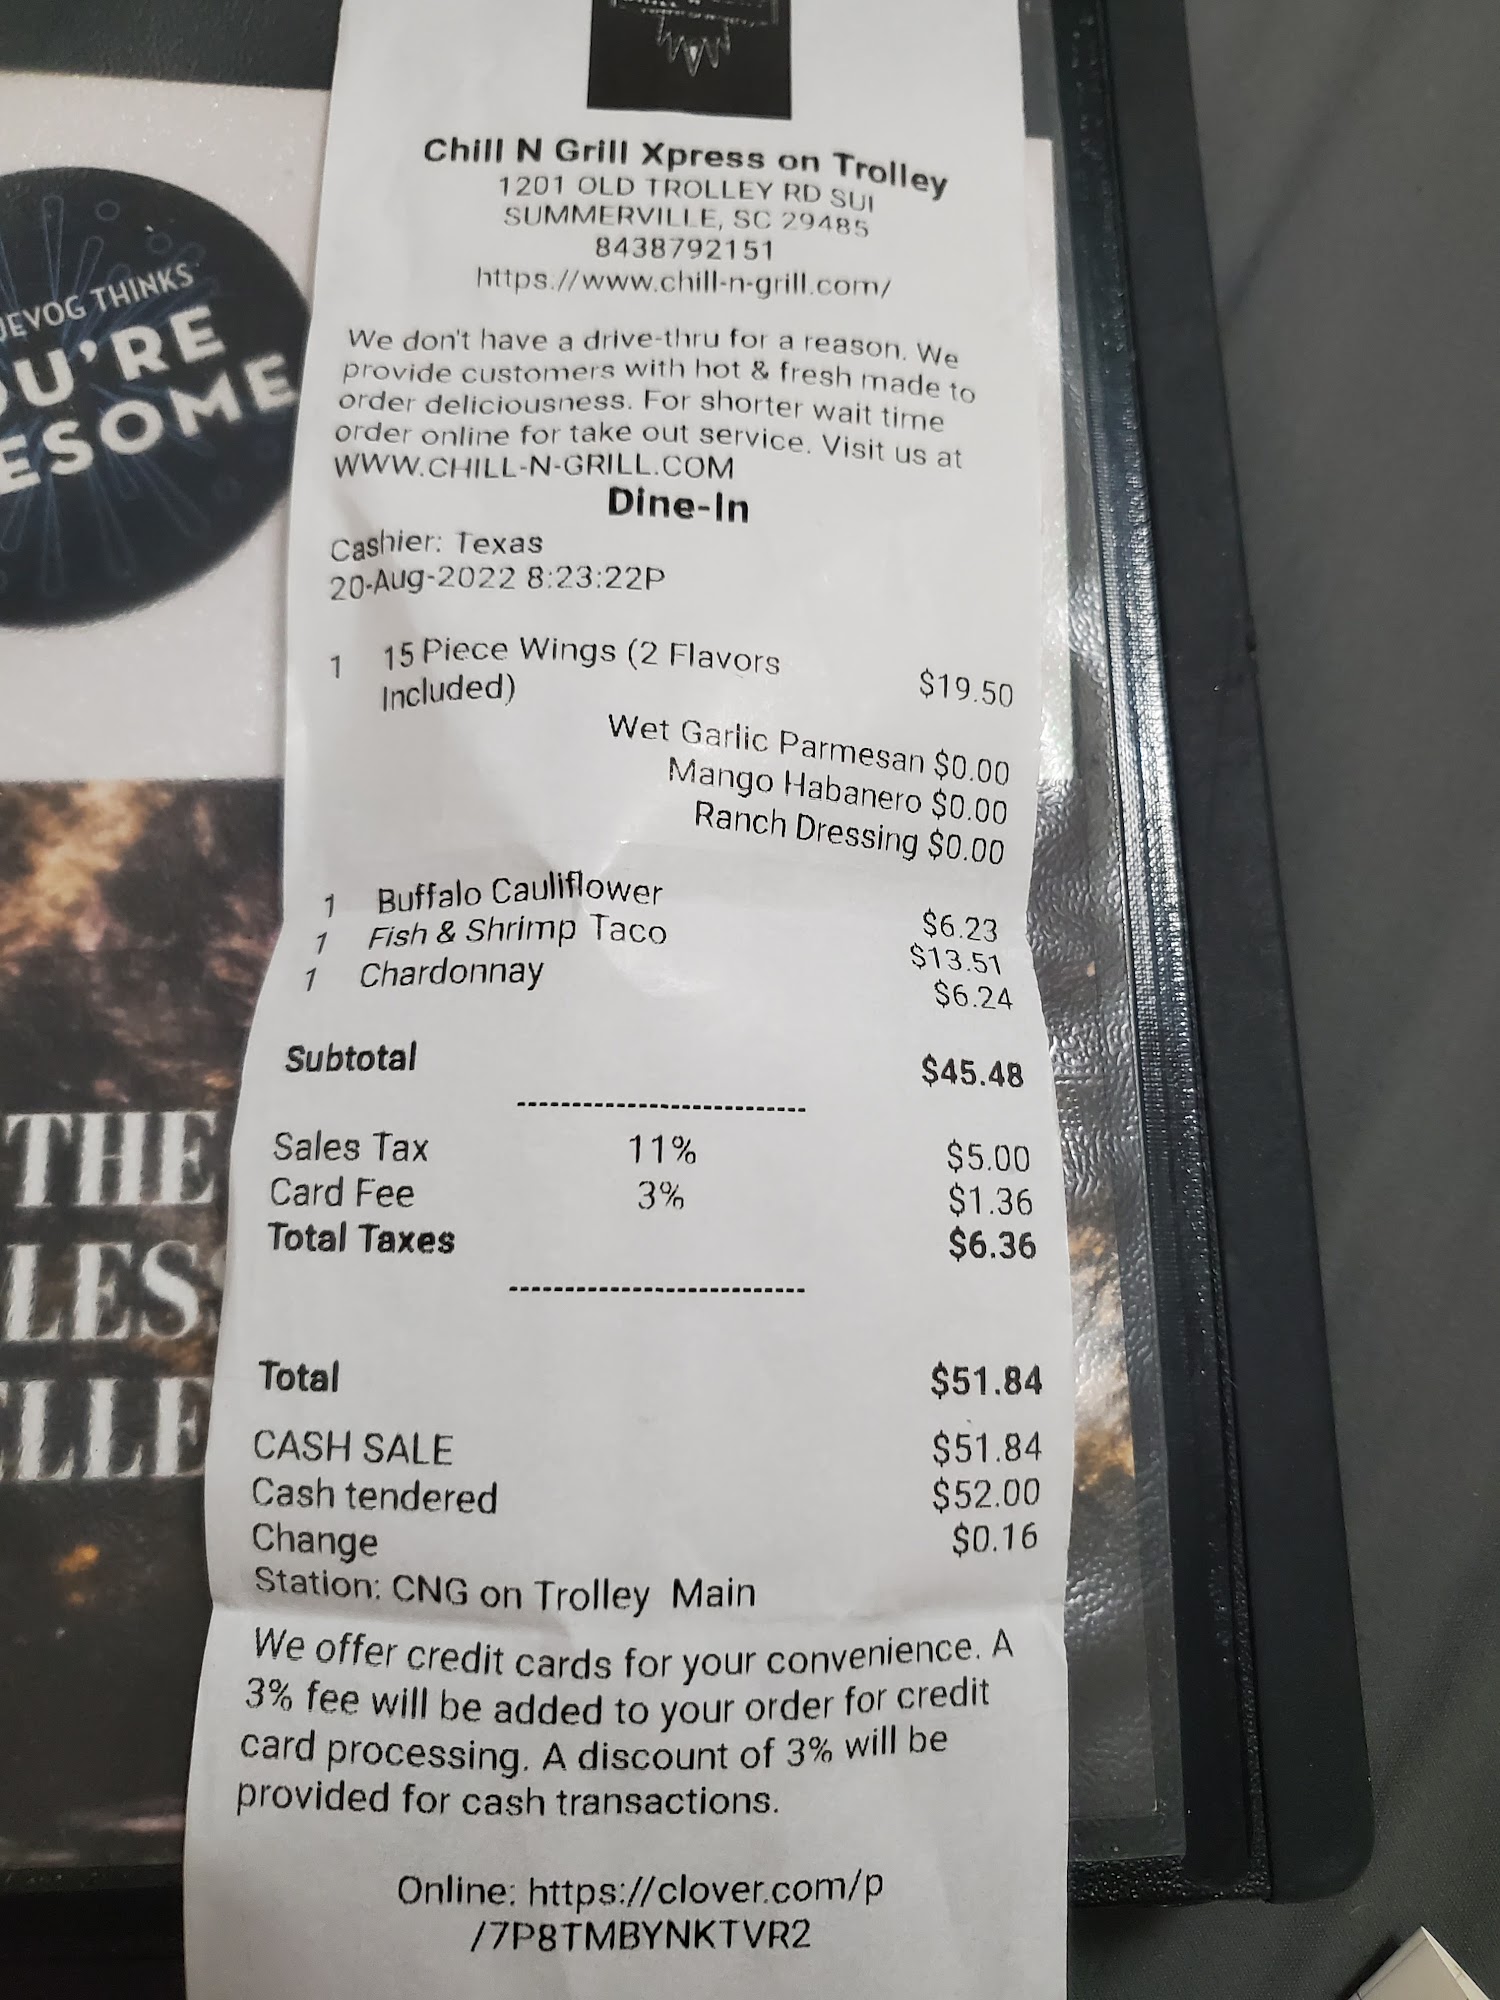 Chill N Grill Xpress on Trolley
1201 OLD TROLLEY RD SUI
SUMMERVILLE, SC 29485
8438792151
https://www.chill-n-grill.com/
We don't have a drive-thru for a reason. We
provide customers with hot & fresh made to
order deliciousness. For shorter wait time
order online for take out service. Visit us at
WWW.CHILL-N-GRILL.COM
Dine-In
Cashier: Texas
20-Aug-2022 8:23:22P
1 15 Piece Wings (2 Flavors
Included) $19.50
Wet Garlic Parmesan $0.00
Mango Habanero $0.00
Ranch Dressing $0.00
1 Buffalo Cauliflower $6.23
1 Fish & Shrimp Taco $13.51
1 Chardonnay $6.24
Subtotal $45.48
Sales Tax 11% $5.00
Card Fee 3% $1.36
Total Taxes $6.36
Total $51.84
CASH SALE $51.84
Cash tendered $52.00
Change $0.16
Station: CNG on Trolley Main
We offer credit cards for your convenience. A
3% fee will be added to your order for credit
card processing. A discount of 3% will be
provided for cash transactions.
Online: https://clover.com/p
/7P8TMBYNKTVR2
THINKS
OU'RE
ESOME
THE
LES
LLE